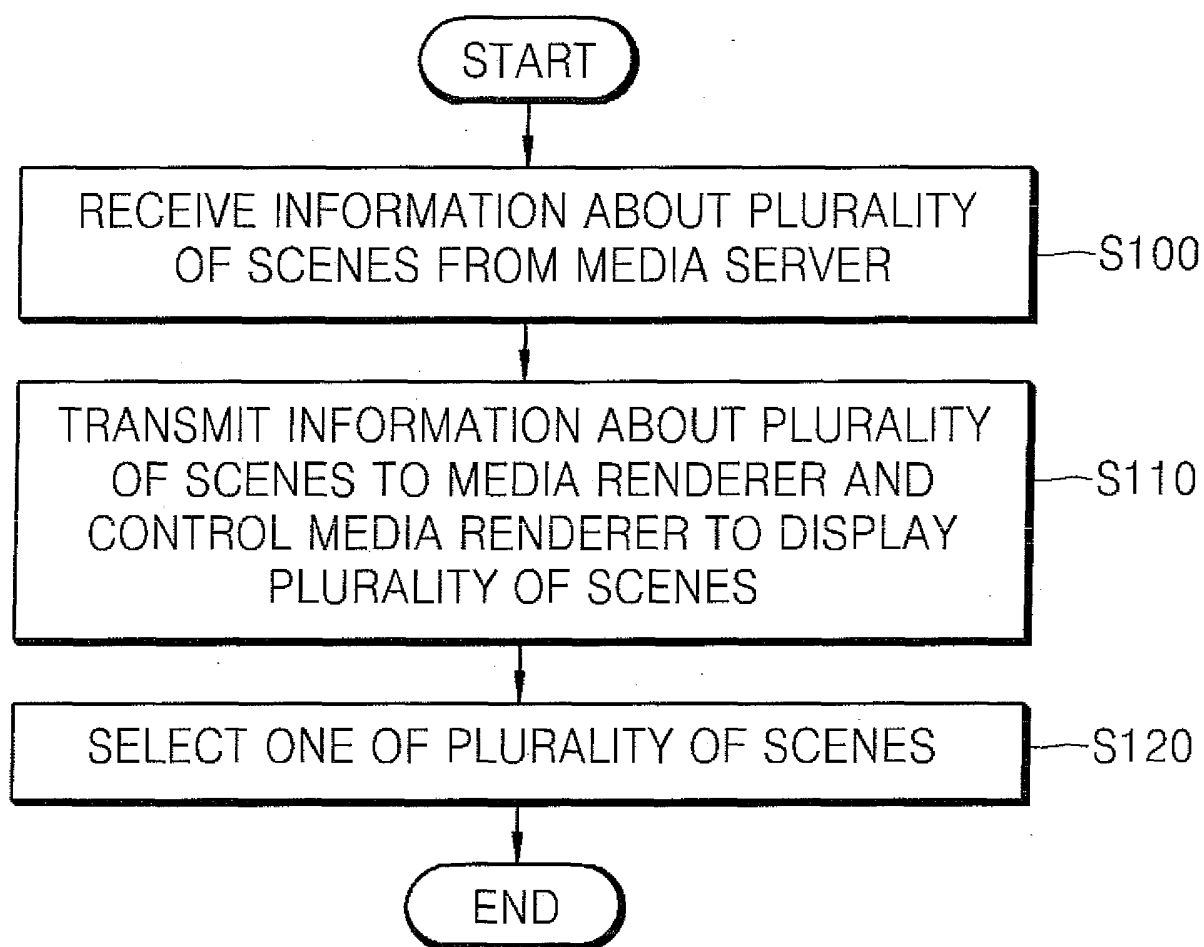 START
RECEIVE INFORMATION ABOUT PLURALITY
OF SCENES FROM MEDIA SERVER
S100
TRANSMIT INFORMATION ABOUT PLURALITY
OF SCENES TO MEDIA RENDERER AND
CONTROL MEDIA RENDERER TO DISPLAY
PLURALITY OF SCENES
S110
SELECT ONE OF PLURALITY OF SCENES
S120
END